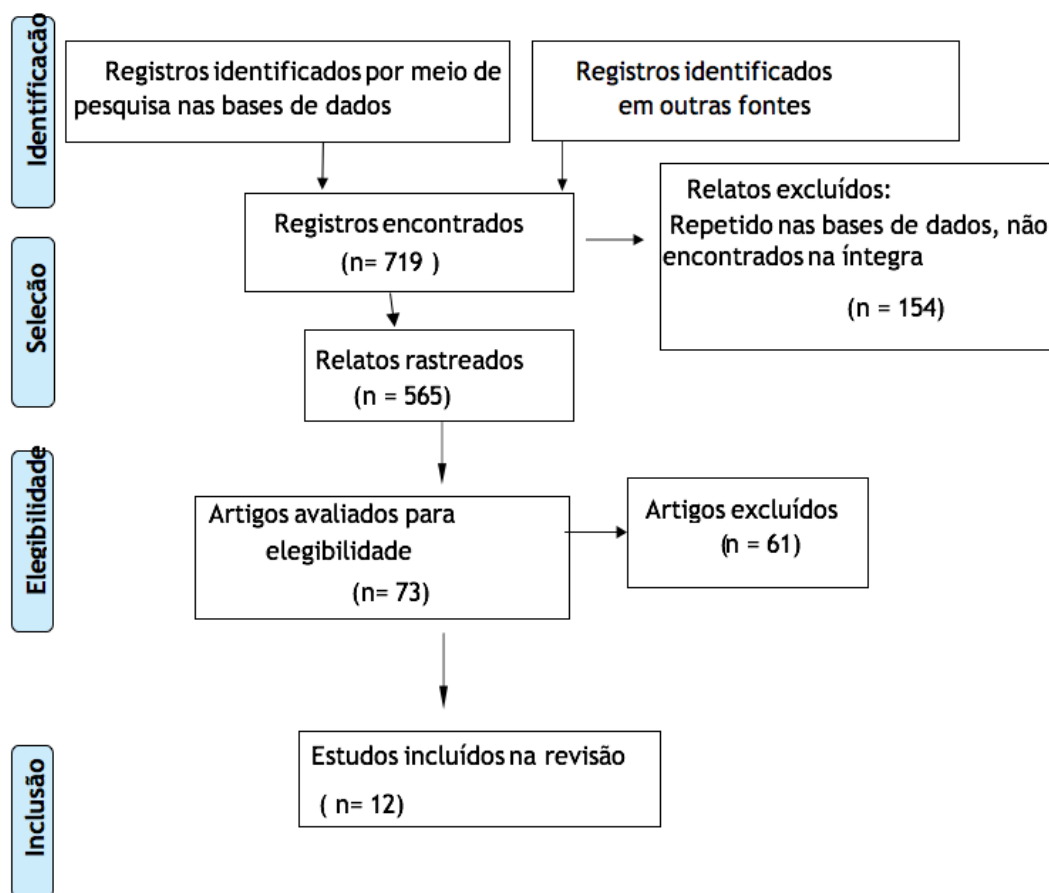 Identificação
Registros identificados por meio de
pesquisa nas bases de dados
Registros identificados
em outras fontes
Registros encontrados
(n= 719 )
Relatos excluídos:
Repetido nas bases de dados, não
encontrados na íntegra
(n = 154)
Seleção
Relatos rastreados
(n = 565)
Elegibilidade
Artigos avaliados para
elegibilidade
(n= 73)
Artigos excluídos
(n = 61)
Inclusão
Estudos incluídos na revisão
( n= 12)